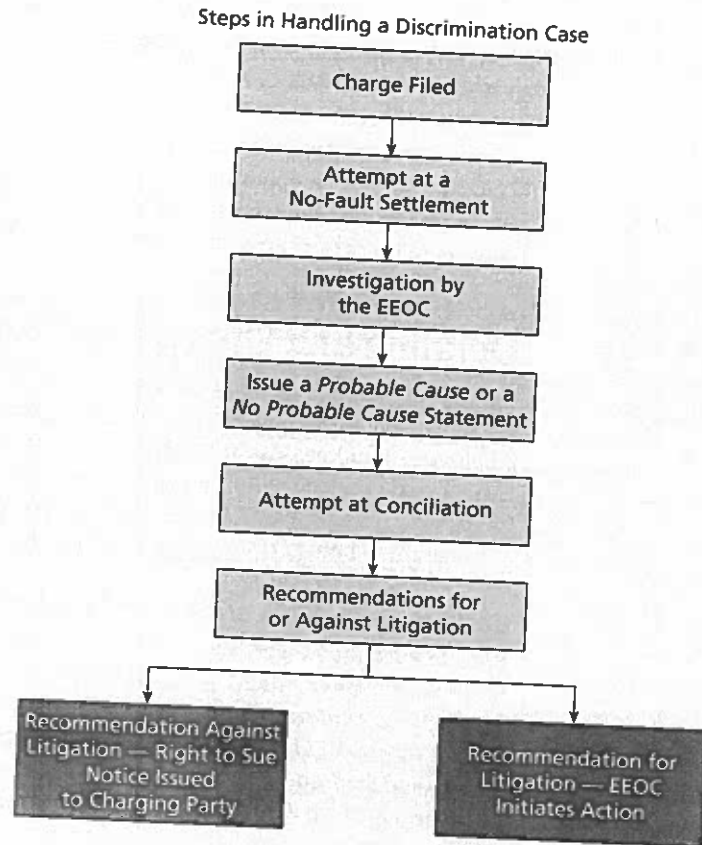 Steps in Handling a Discrimination Case
Charge Filed
Attempt at a
No-Fault Settlement
Investigation by
the EEOC
Issue a Probable Cause or a
No Probable Cause Statement
Attempt at Conciliation
Recommendations for
or Against Litigation
Recommendation Against
Litigation — Right to Sue
Notice Issued
to Charging Party
Recommendation for
Litigation — EEOC
Initiates Action